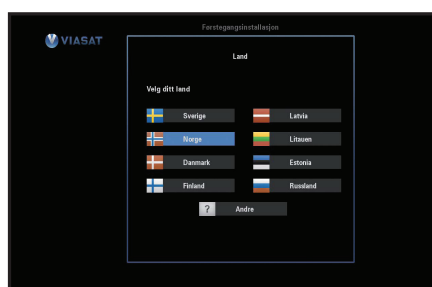 Førstegangsinstallasjon
VIASAT
Land
Velg ditt land
Sverige Latvia
Norge Litauen
Danmark Estonia
Finland Russland
? Andre